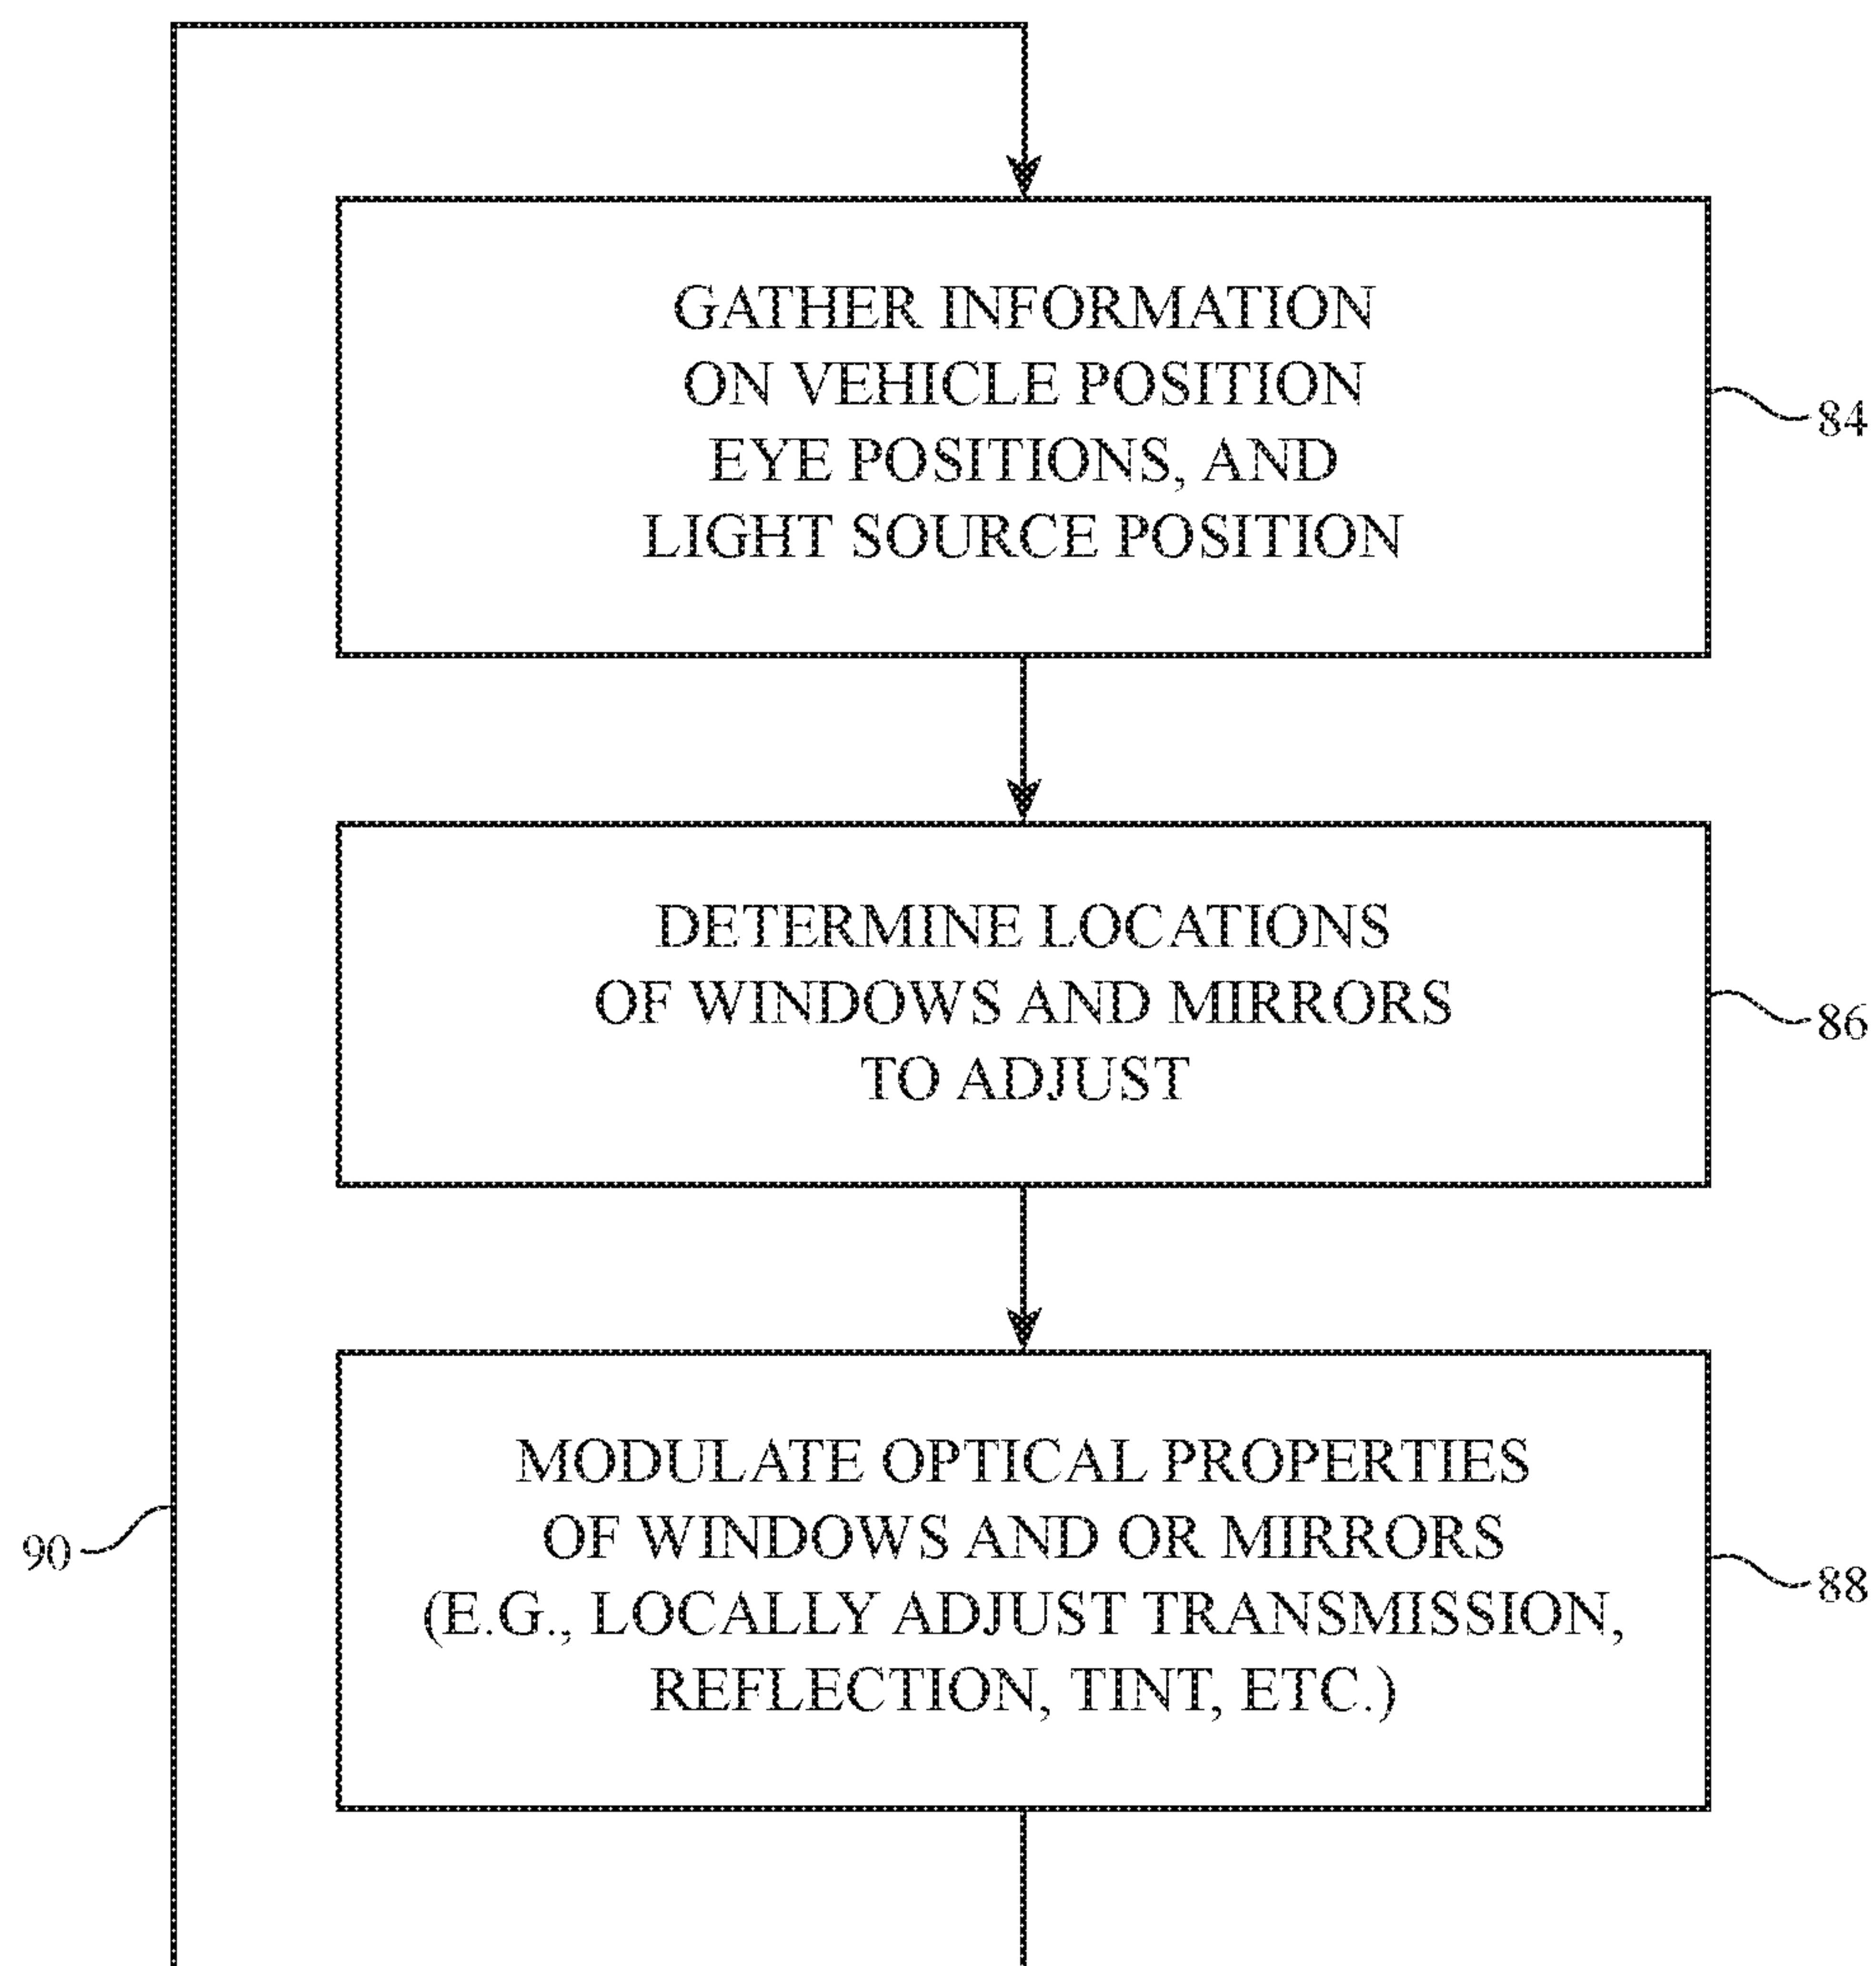 GATHER INFORMATION
ON VEHICLE POSITION
EYE POSITIONS, AND
LIGHT SOURCE POSITION
84
DETERMINE LOCATIONS
OF WINDOWS AND MIRRORS
TO ADJUST
86
MODULATE OPTICAL PROPERTIES
OF WINDOWS AND OR MIRRORS
(E.G., LOCALLY ADJUST TRANSMISSION,
REFLECTION, TINT, ETC.)
88
90